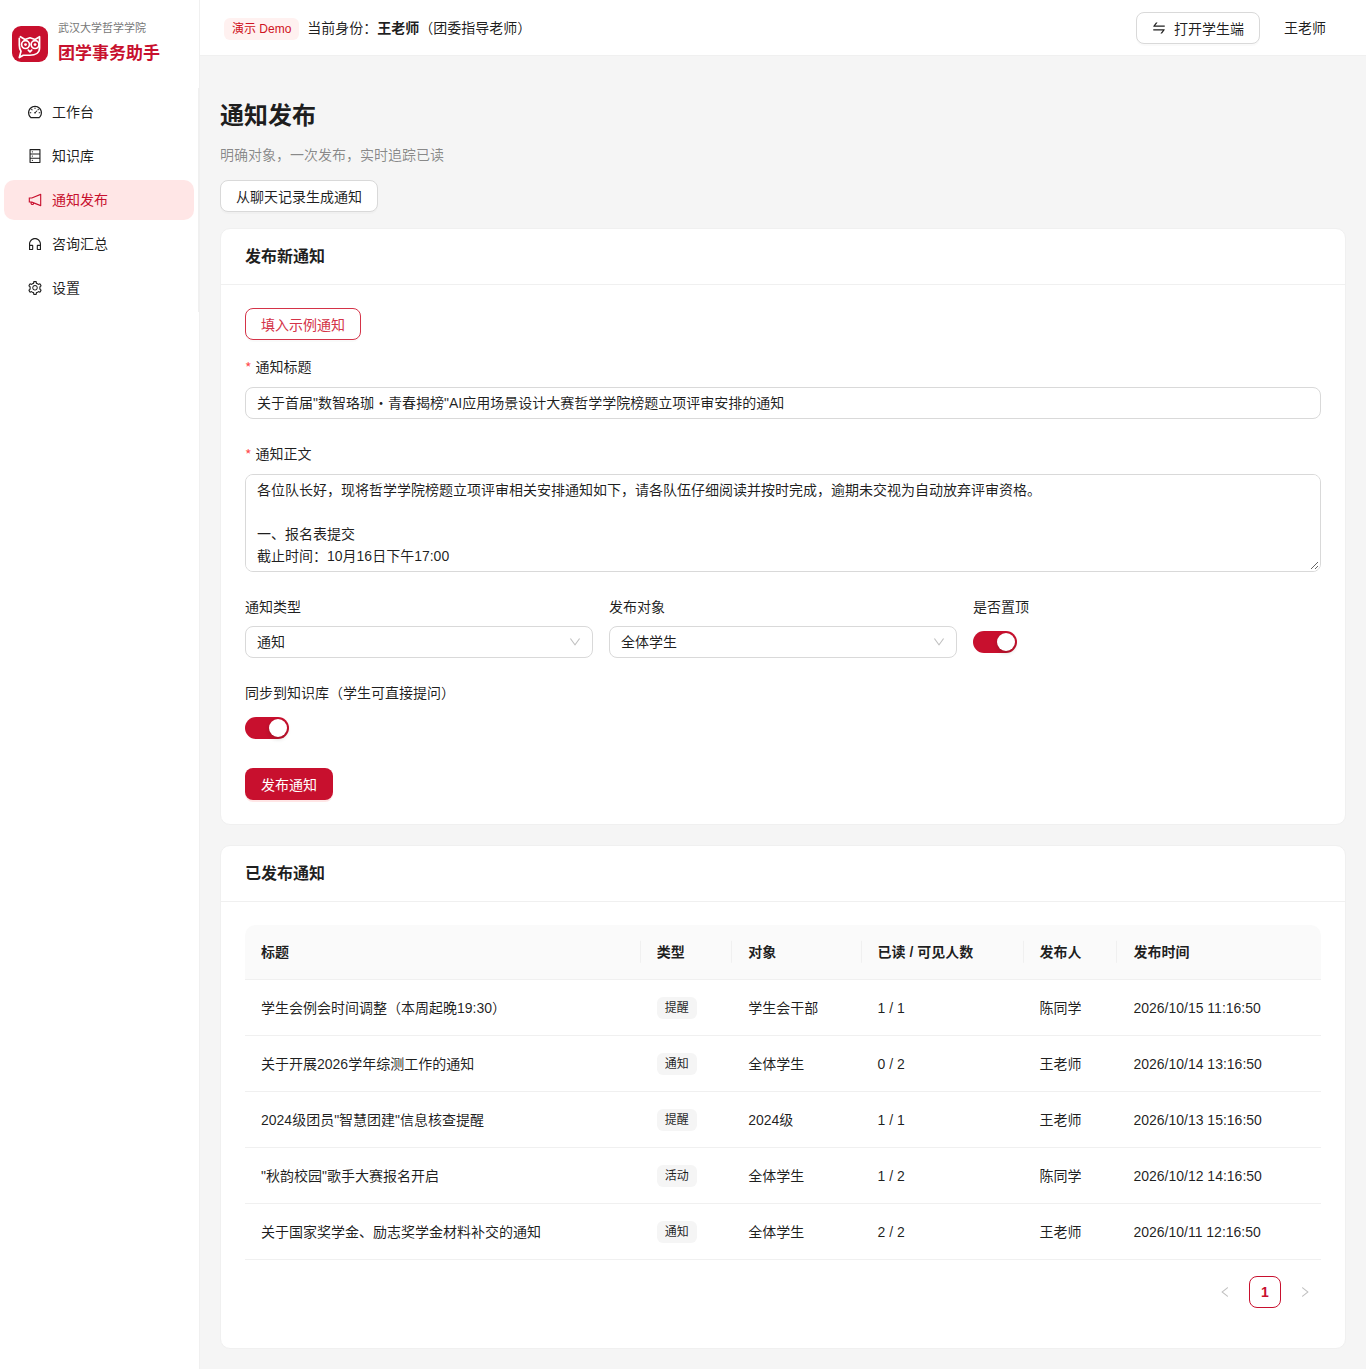 武汉大学哲学学院
团学事务助手
演示 Demo 当前身份：王老师（团委指导老师） 打开学生端 王老师
工作台
知识库
通知发布
咨询汇总
设置
通知发布
明确对象，一次发布，实时追踪已读
从聊天记录生成通知
发布新通知
填入示例通知
* 通知标题
关于首届"数智珞珈・青春揭榜"AI应用场景设计大赛哲学学院榜题立项评审安排的通知
* 通知正文
各位队长好，现将哲学学院榜题立项评审相关安排通知如下，请各队伍仔细阅读并按时完成，逾期未交视为自动放弃评审资格。
一、报名表提交
截止时间：10月16日下午17:00
通知类型 发布对象 是否置顶
通知 全体学生
同步到知识库（学生可直接提问）
发布通知
已发布通知
标题 类型 对象 已读 / 可见人数 发布人 发布时间
学生会例会时间调整（本周起晚19:30） 提醒 学生会干部 1 / 1 陈同学 2026/10/15 11:16:50
关于开展2026学年综测工作的通知 通知 全体学生 0 / 2 王老师 2026/10/14 13:16:50
2024级团员"智慧团建"信息核查提醒 提醒 2024级 1 / 1 王老师 2026/10/13 15:16:50
"秋韵校园"歌手大赛报名开启 活动 全体学生 1 / 2 陈同学 2026/10/12 14:16:50
关于国家奖学金、励志奖学金材料补交的通知 通知 全体学生 2 / 2 王老师 2026/10/11 12:16:50
1